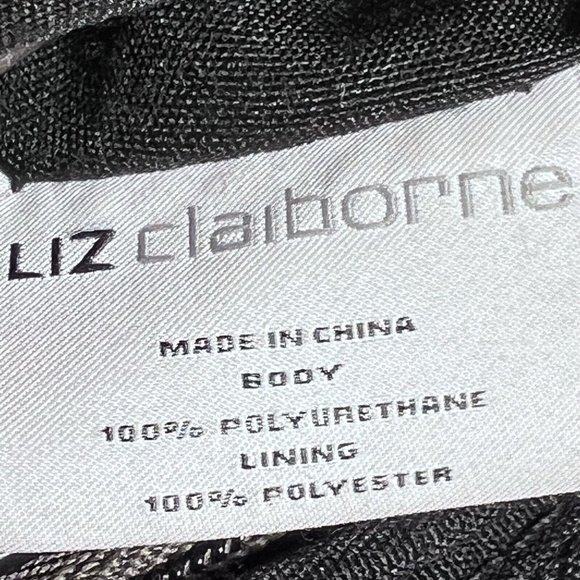 LIZ claiborne
MADE IN CHINA
BODY
100% POLYURETHANE
LINING
100% POLYESTER